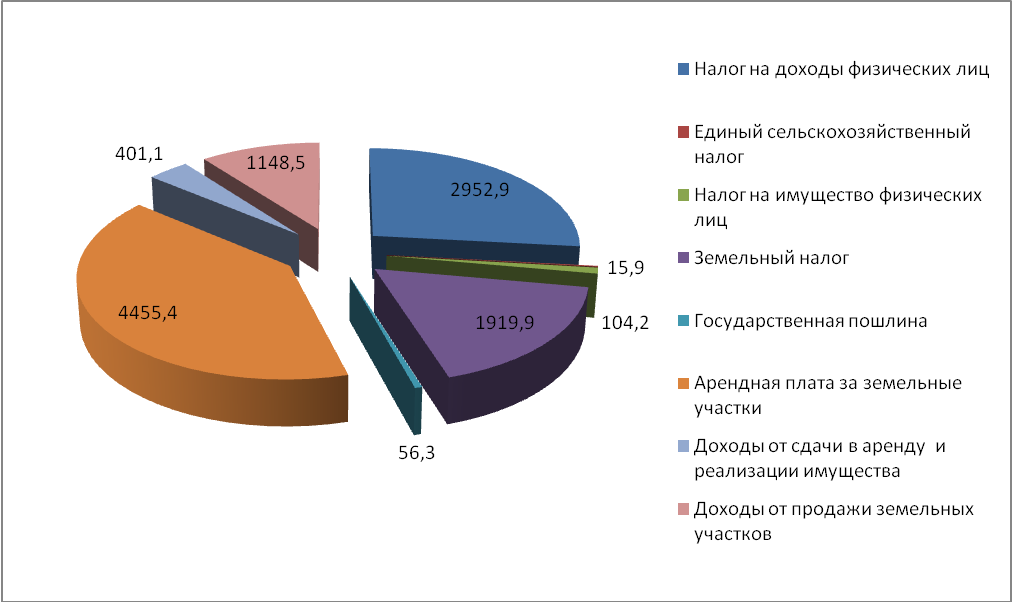 401,1
1148,5
2952,9
15,9
104,2
1919,9
4455,4
56,3
Налог на доходы физических лиц
Единый сельскохозяйственный
налог
Налог на имущество физических
лиц
Земельный налог
Государственная пошлина
Арендная плата за земельные
участки
Доходы от сдачи в аренду  и
реализации имущества
Доходы от продажи земельных
участков